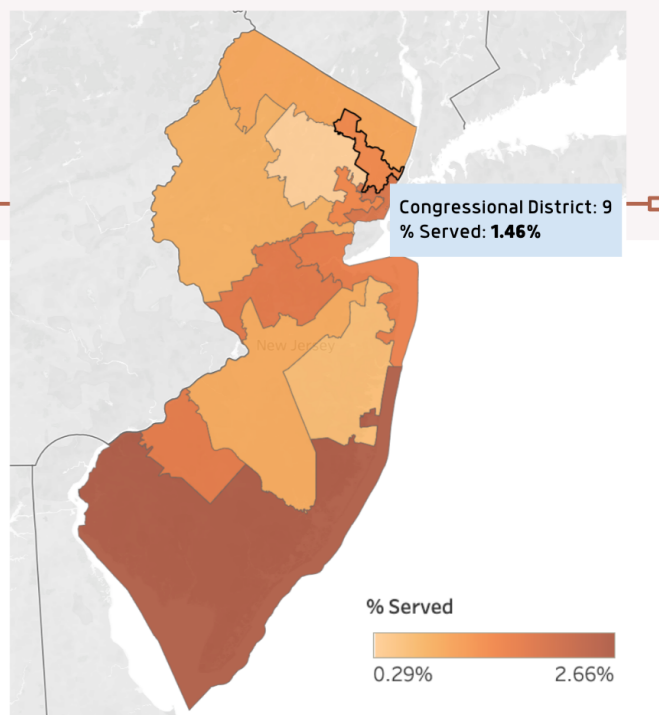 Congressional District: 9
% Served: 1.46%
New Jersey
% Served
0.29%
2.66%